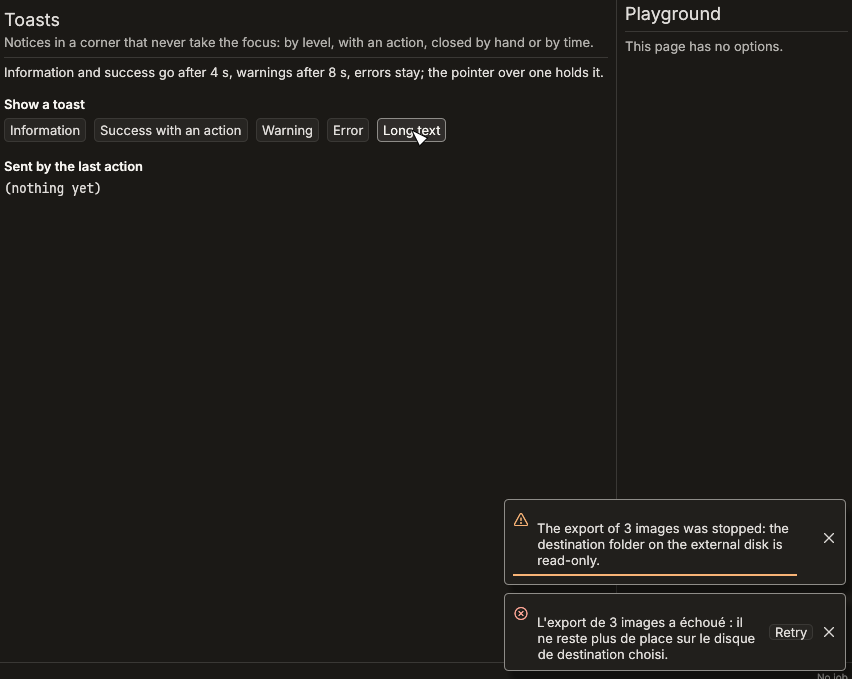 Toasts
Notices in a corner that never take the focus: by level, with an action, closed by hand or by time.
Information and success go after 4 s, warnings after 8 s, errors stay; the pointer over one holds it.
Show a toast
Information
Success with an action
Warning
Error
Long text
Sent by the last action
(nothing yet)
Playground
This page has no options.
The export of 3 images was stopped: the
destination folder on the external disk is
read-only.
L'export de 3 images a échoué : il
ne reste plus de place sur le disque
de destination choisi.
Retry
No job